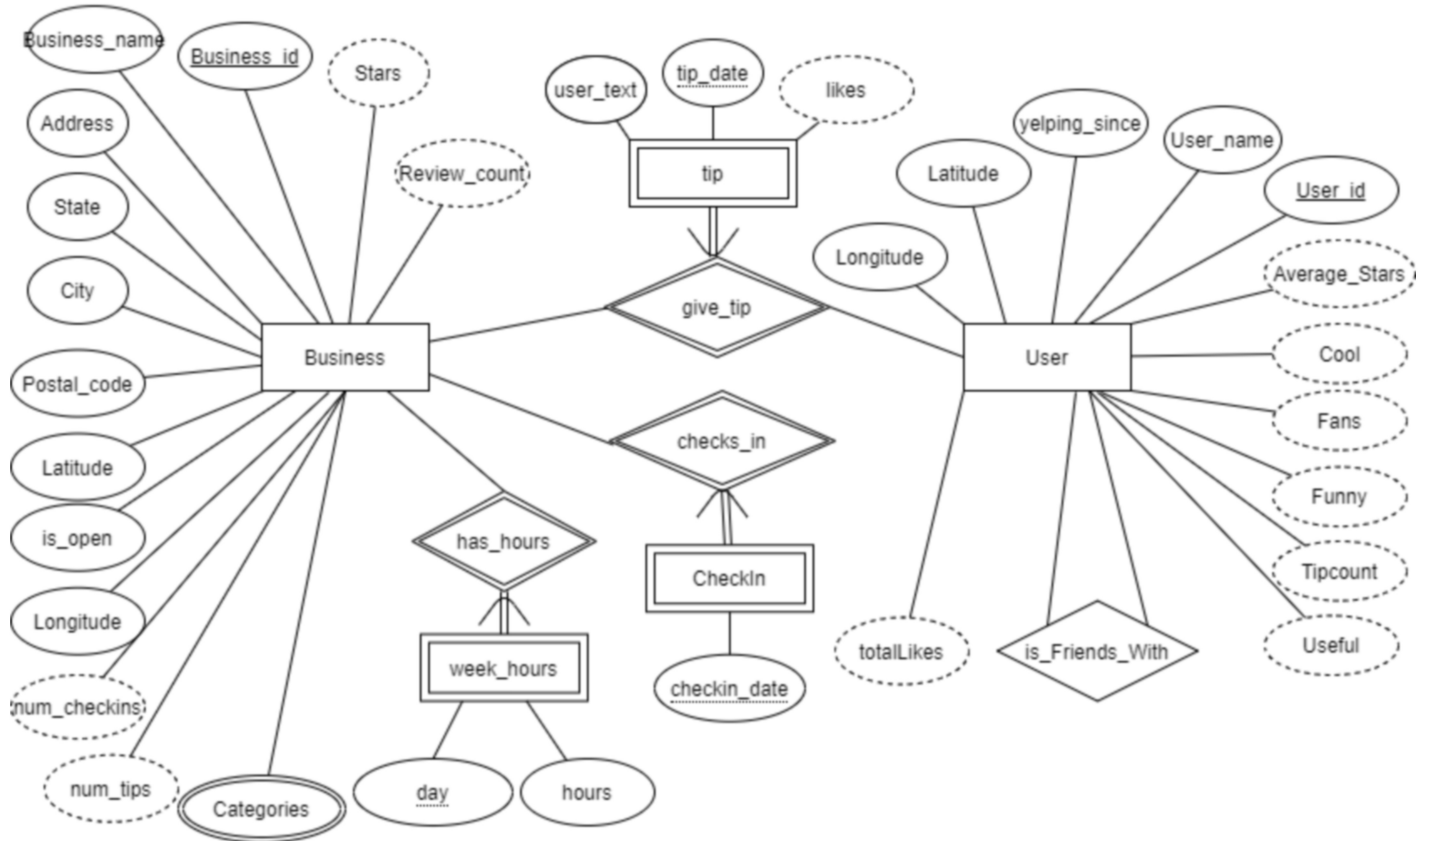 Business_name
Business_id
Stars
Address
Review_count
State
City
Postal_code
Latitude
is_open
Longitude
num_checkins
num_tips
Categories
Business
user_text
tip_date
likes
tip
give_tip
checks_in
has_hours
CheckIn
week_hours
checkin_date
day
hours
yelping_since
User_name
Latitude
User_id
Longitude
Average_Stars
User
Cool
Fans
Funny
Tipcount
Useful
totalLikes
is_Friends_With